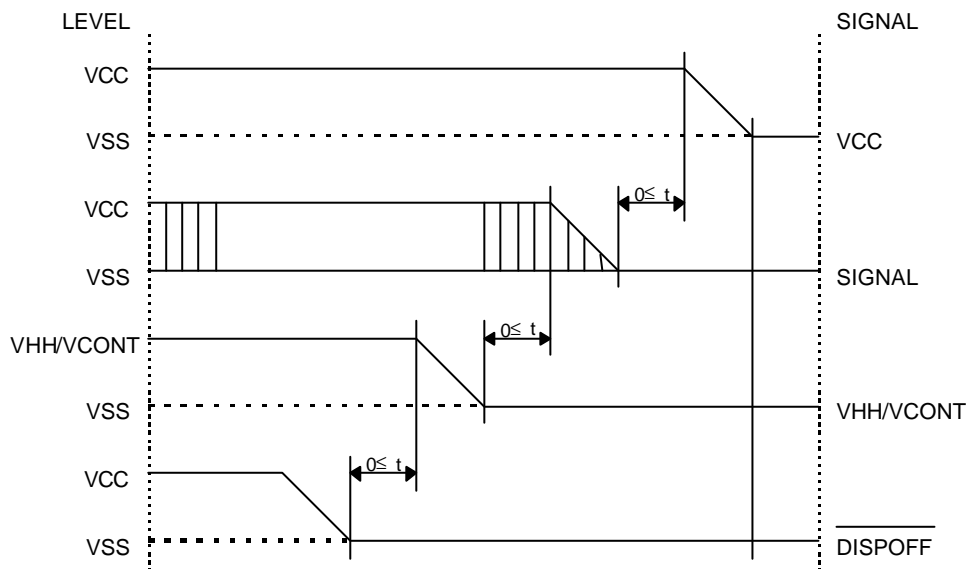 LEVEL SIGNAL
VCC
VSS VCC
0≤ t
VCC
VSS SIGNAL
0≤ t
VHH/VCONT
VSS VHH/VCONT
0≤ t
VCC
VSS DISPOFF